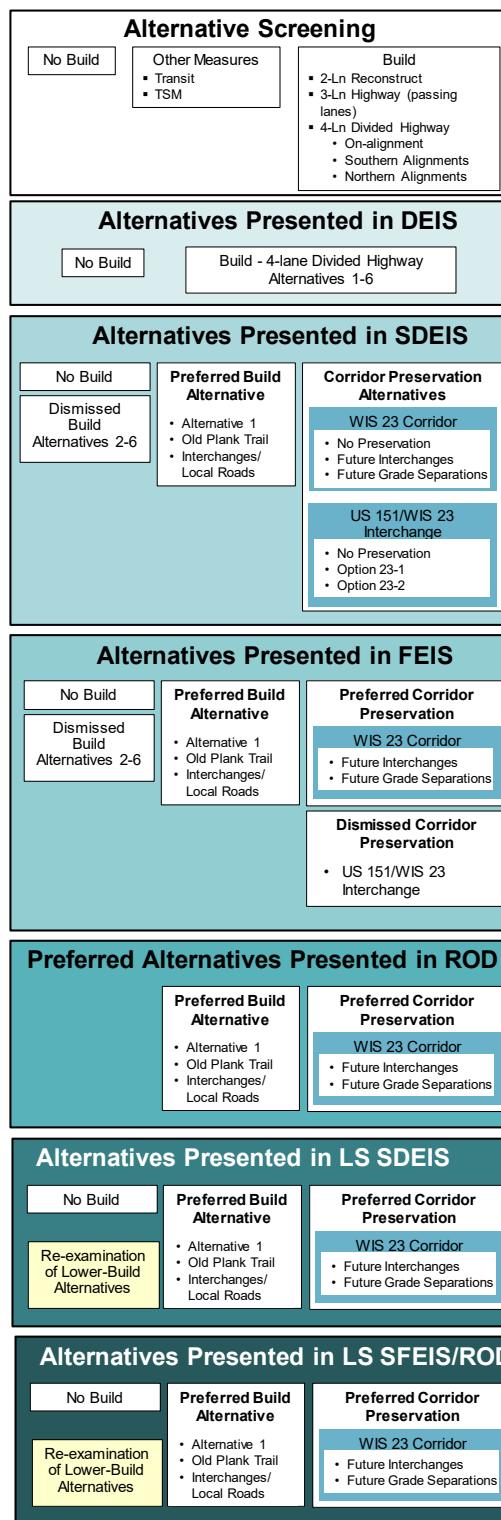 Alternative Screening
No Build
Other Measures
▪ Transit
▪ TSM
Build
▪ 2-Ln Reconstruct
▪ 3-Ln Highway (passing
lanes)
▪ 4-Ln Divided Highway
• On-alignment
• Southern Alignments
• Northern Alignments
Alternatives Presented in DEIS
No Build
Build - 4-lane Divided Highway
Alternatives 1-6
Alternatives Presented in SDEIS
No Build
Dismissed
Build
Alternatives 2-6
Preferred Build
Alternative
• Alternative 1
• Old Plank Trail
• Interchanges/
Local Roads
Corridor Preservation
Alternatives
WIS 23 Corridor
• No Preservation
• Future Interchanges
• Future Grade Separations
US 151/WIS 23
Interchange
• No Preservation
• Option 23-1
• Option 23-2
Alternatives Presented in FEIS
No Build
Dismissed
Build
Alternatives 2-6
Preferred Build
Alternative
• Alternative 1
• Old Plank Trail
• Interchanges/
Local Roads
Preferred Corridor
Preservation
WIS 23 Corridor
• Future Interchanges
• Future Grade Separations
Dismissed Corridor
Preservation
• US 151/WIS 23
Interchange
Preferred Alternatives Presented in ROD
Preferred Build
Alternative
• Alternative 1
• Old Plank Trail
• Interchanges/
Local Roads
Preferred Corridor
Preservation
WIS 23 Corridor
• Future Interchanges
• Future Grade Separations
Alternatives Presented in LS SDEIS
No Build
Re-examination
of Lower-Build
Alternatives
Preferred Build
Alternative
• Alternative 1
• Old Plank Trail
• Interchanges/
Local Roads
Preferred Corridor
Preservation
WIS 23 Corridor
• Future Interchanges
• Future Grade Separations
Alternatives Presented in LS SFEIS/ROD
No Build
Re-examination
of Lower-Build
Alternatives
Preferred Build
Alternative
• Alternative 1
• Old Plank Trail
• Interchanges/
Local Roads
Preferred Corridor
Preservation
WIS 23 Corridor
• Future Interchanges
• Future Grade Separations